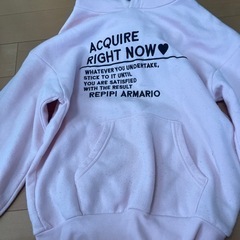 ACQUIRE
RIGHT NOW♥
WHATEVER YOU UNDERTAKE,
STICK TO IT UNTIL
YOU ARE SATISFIED
WITH THE RESULT
REPIPI ARMARIO